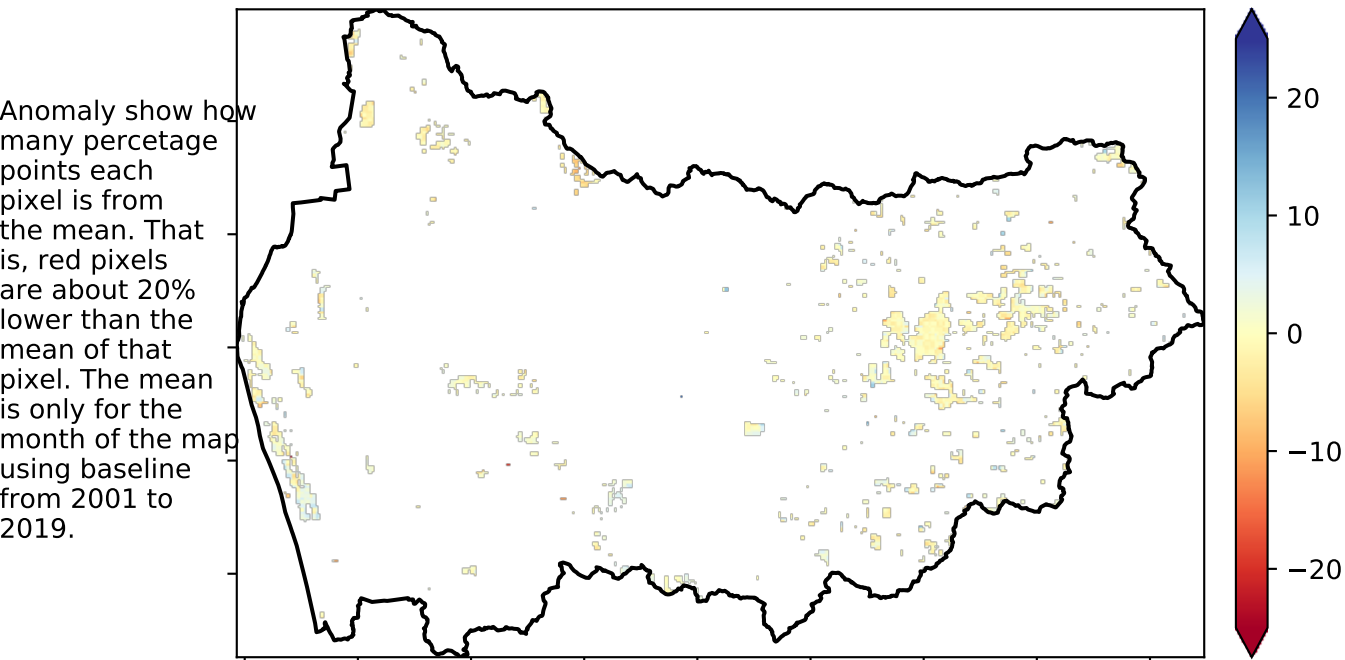 Anomaly show how
many percetage
points each
pixel is from
the mean. That
is, red pixels
are about 20%
lower than the
mean of that
pixel. The mean
is only for the
month of the map
using baseline
from 2001 to
2019.
20
10
0
−10
−20